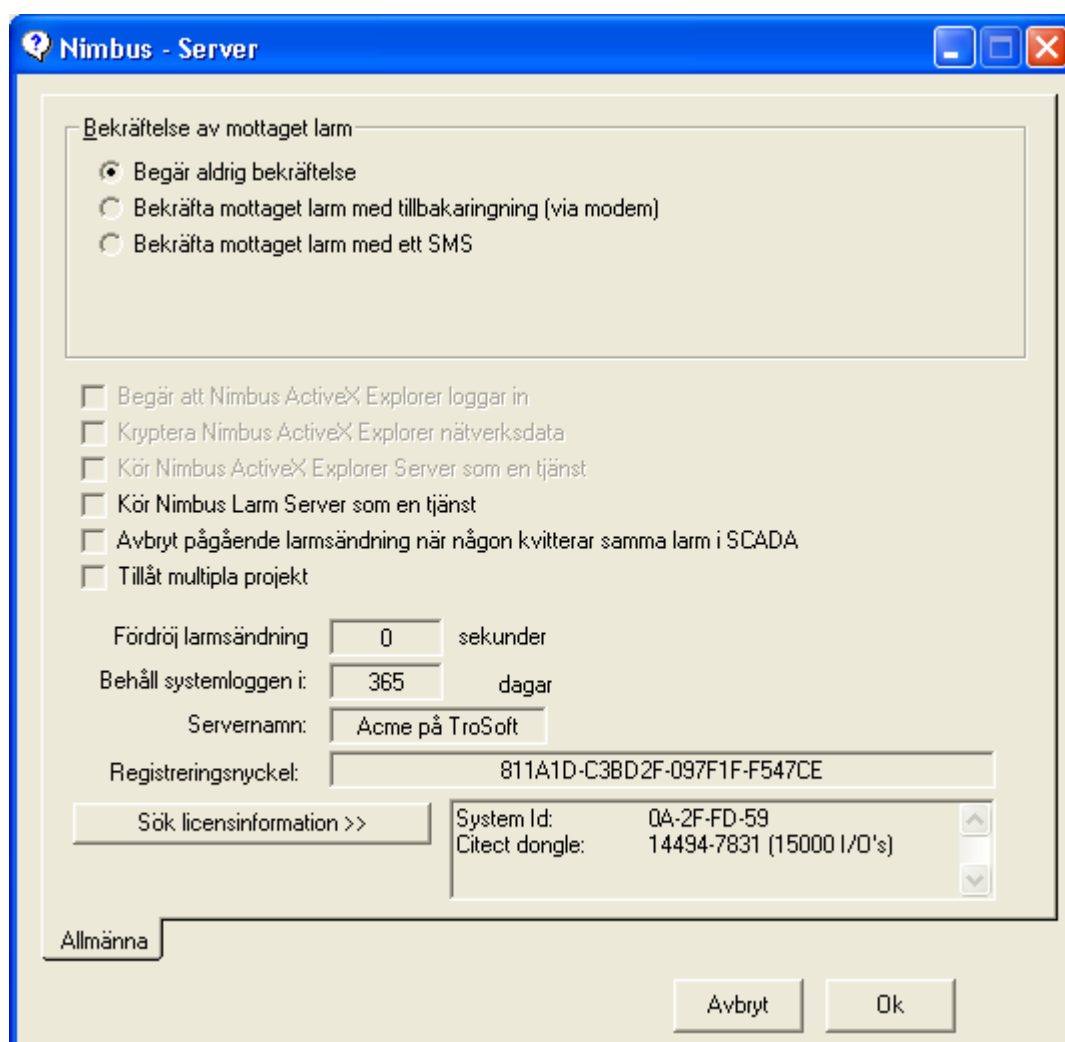 Nimbus - Server
Bekräftelse av mottaget larm
Begär aldrig bekräftelse
Bekräfta mottaget larm med tillbakaringning (via modem)
Bekräfta mottaget larm med ett SMS
Begär att Nimbus ActiveX Explorer loggar in
Kryptera Nimbus ActiveX Explorer nätverksdata
Kör Nimbus ActiveX Explorer Server som en tjänst
Kör Nimbus Larm Server som en tjänst
Avbryt pågående larmsändning när någon kvitterar samma larm i SCADA
Tillåt multipla projekt
Fördröj larmsändning 0 sekunder
Behåll systemloggen i: 365 dagar
Servernamn: Acme på TroSoft
Registreringsnyckel: 811A1D-C3BD2F-097F1F-F547CE
Sök licensinformation >>
System Id: 0A-2F-FD-59
Citect dongle: 14494-7831 (15000 I/O's)
Allmänna
Avbryt Ok